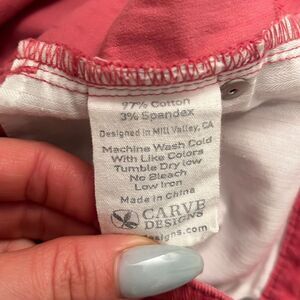 97% Cotton
3% Spandex
Designed in Mill Valley, CA
Machine Wash Cold
With Like Colors
Tumble Dry low
No Bleach
Low Iron
Made in China
CARVE
DESIGNS
esigns.com